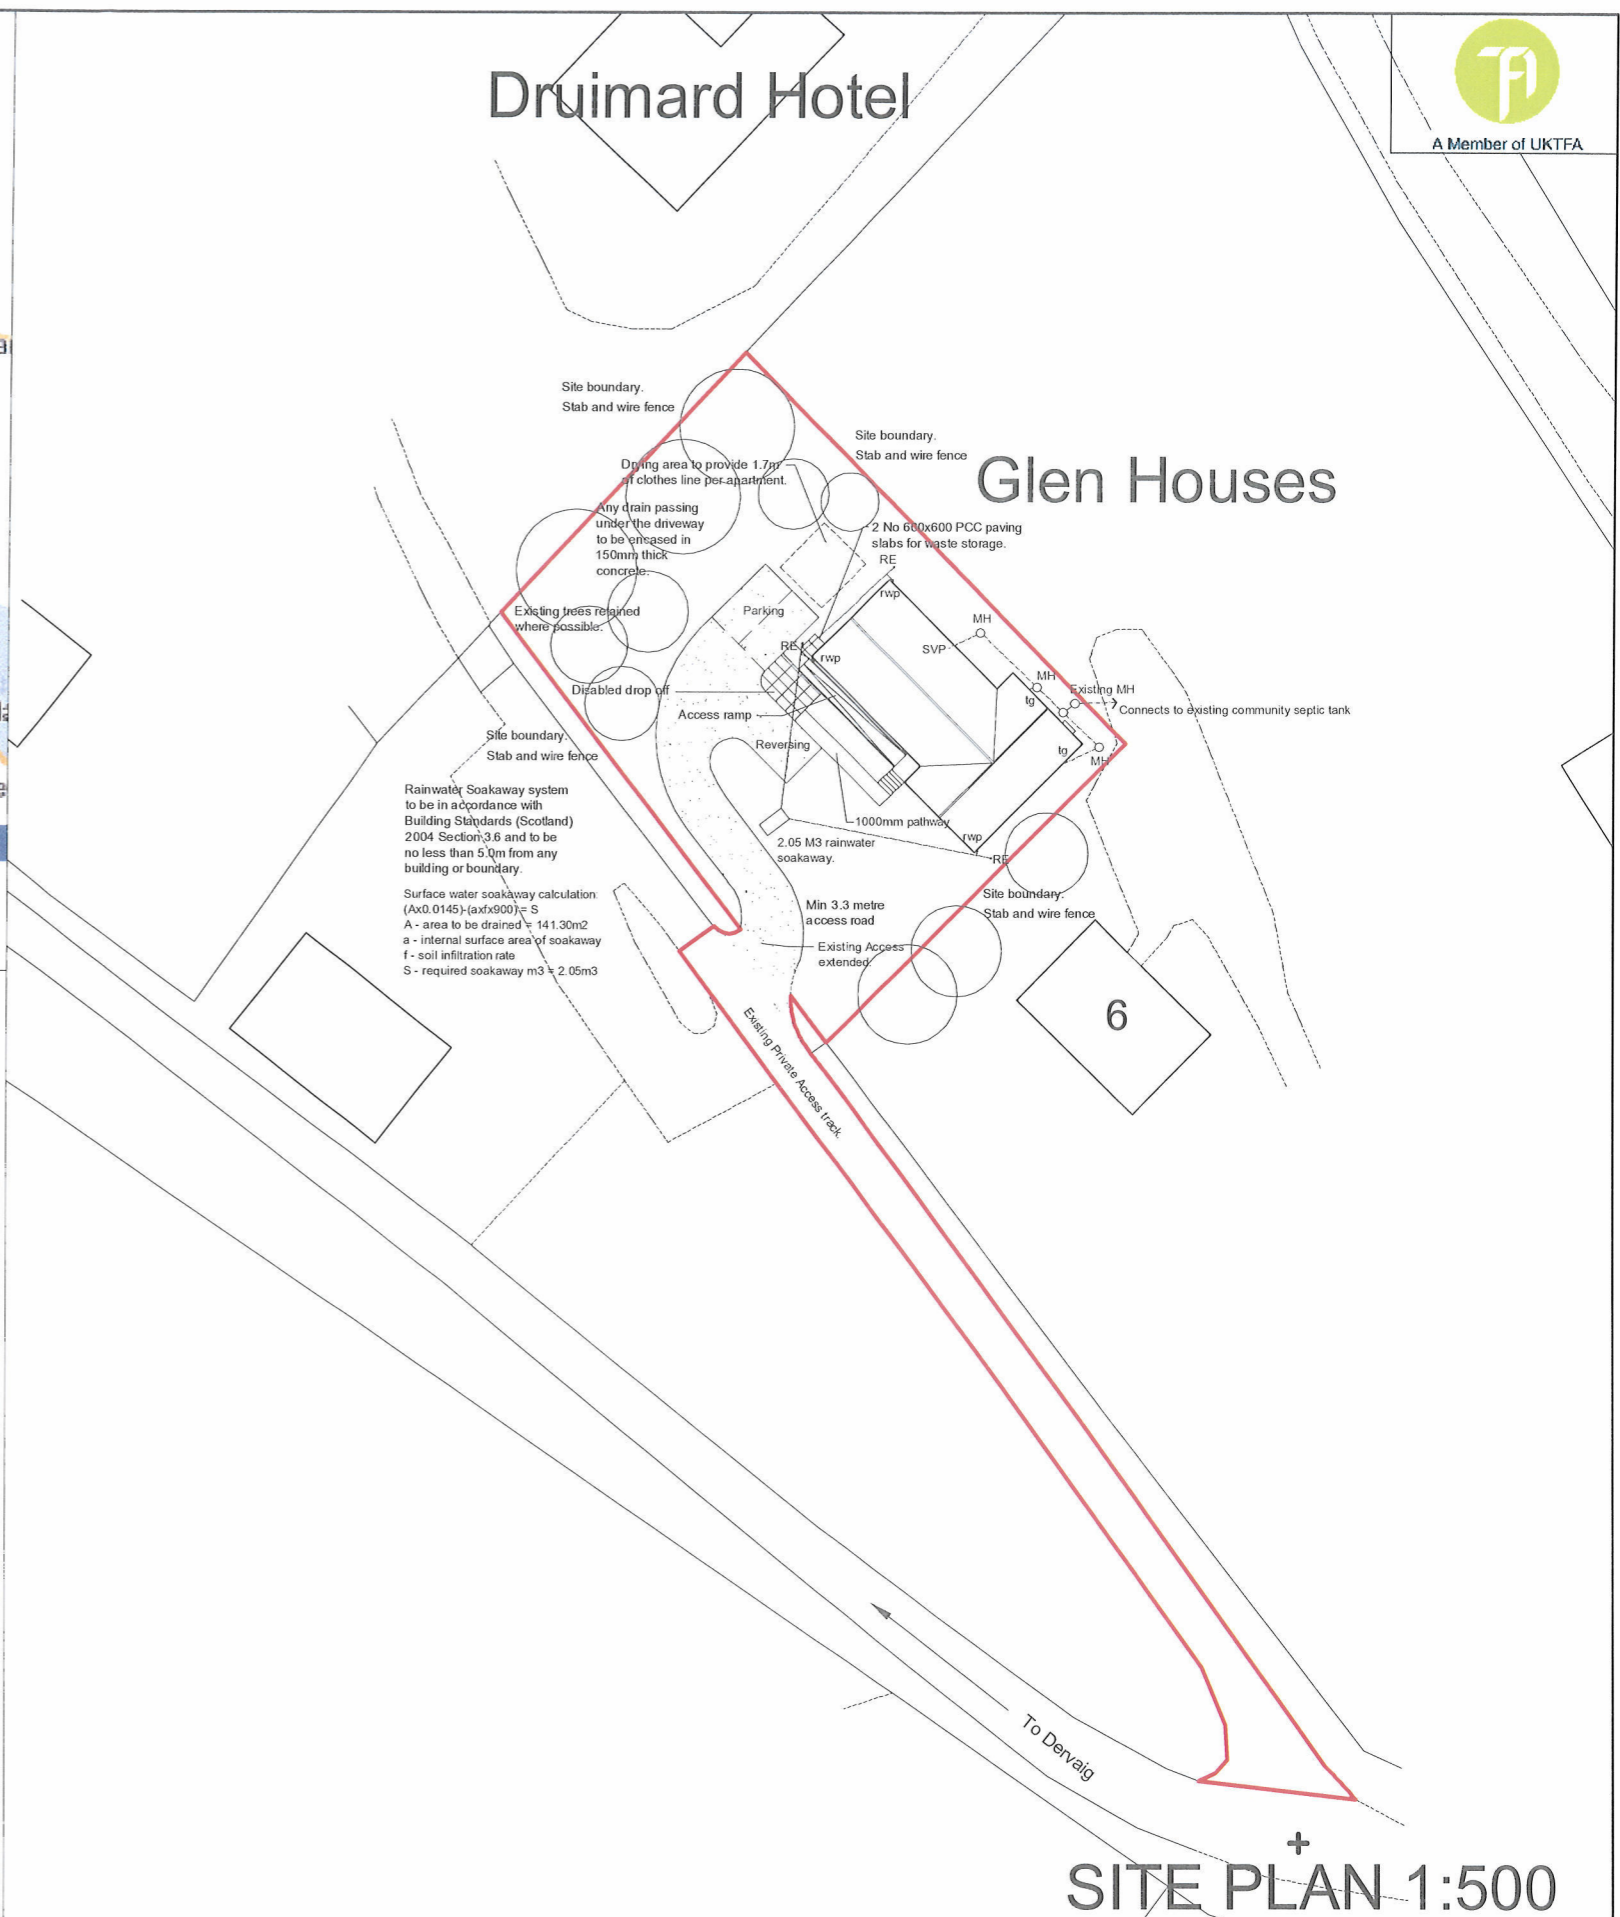 Druimard Hotel
A Member of UKTFA
Site boundary.
Stab and wire fence
Site boundary.
Stab and wire fence
Glen Houses
Drying area to provide 1.7m
of clothes line per apartment.
Any drain passing
under the driveway
to be encased in
150mm thick
concrete.
2 No 600x600 PCC paving
slabs for waste storage.
RE
rwp
Existing trees retained
where possible.
Parking
MH
SVP
RE
rwp
MH
Existing MH
tg
Connects to existing community septic tank
Disabled drop off
Access ramp
Reversing
tg
MH
Site boundary.
Stab and wire fence
Rainwater Soakaway system
to be in accordance with
Building Standards (Scotland)
2004 Section 3.6 and to be
no less than 5.0m from any
building or boundary.
1000mm pathway
rwp
2.05 M3 rainwater
soakaway.
RE
Surface water soakaway calculation
(Ax0.0145)-(axfx900) = S
A - area to be drained = 141.30m2
a - internal surface area of soakaway
f - soil infiltration rate
S - required soakaway m3 = 2.05m3
Site boundary.
Stab and wire fence
Min 3.3 metre
access road
Existing Access
extended.
6
Existing Private Access track.
To Dervaig
SITE PLAN 1:500